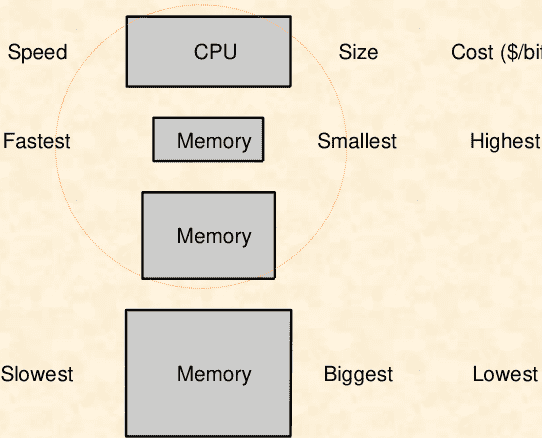 Speed CPU Size Cost ($/bit
Fastest Memory Smallest Highest
Memory
Slowest Memory Biggest Lowest